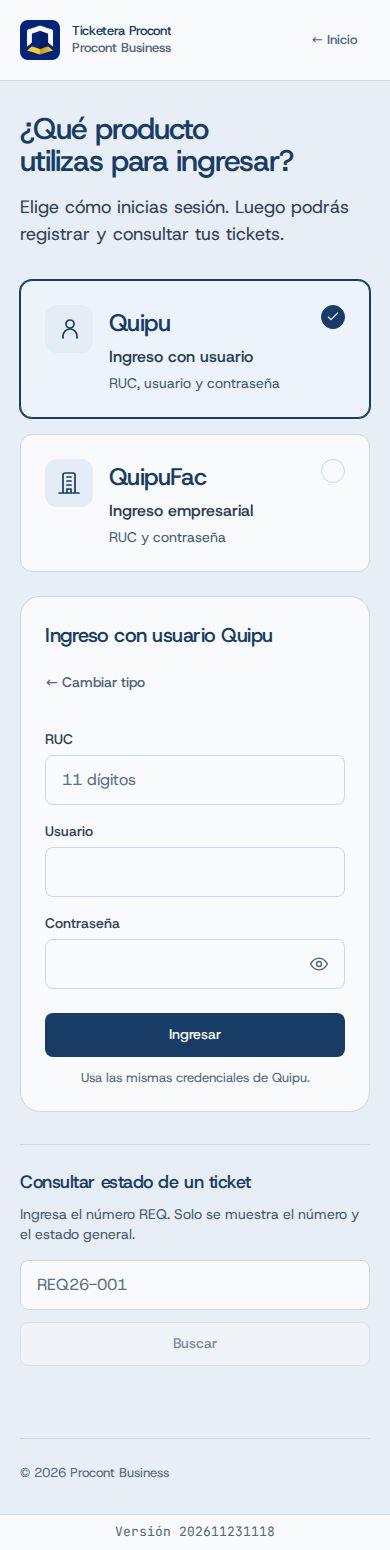 Ticketera Procont
Procont Business
← Inicio
¿Qué producto
utilizas para ingresar?
Elige cómo inicias sesión. Luego podrás
registrar y consultar tus tickets.
Quipu
Ingreso con usuario
RUC, usuario y contraseña
QuipuFac
Ingreso empresarial
RUC y contraseña
Ingreso con usuario Quipu
← Cambiar tipo
RUC
11 dígitos
Usuario
Contraseña
Ingresar
Usa las mismas credenciales de Quipu.
Consultar estado de un ticket
Ingresa el número REQ. Solo se muestra el número y
el estado general.
REQ26-001
Buscar
© 2026 Procont Business
Versión 202611231118